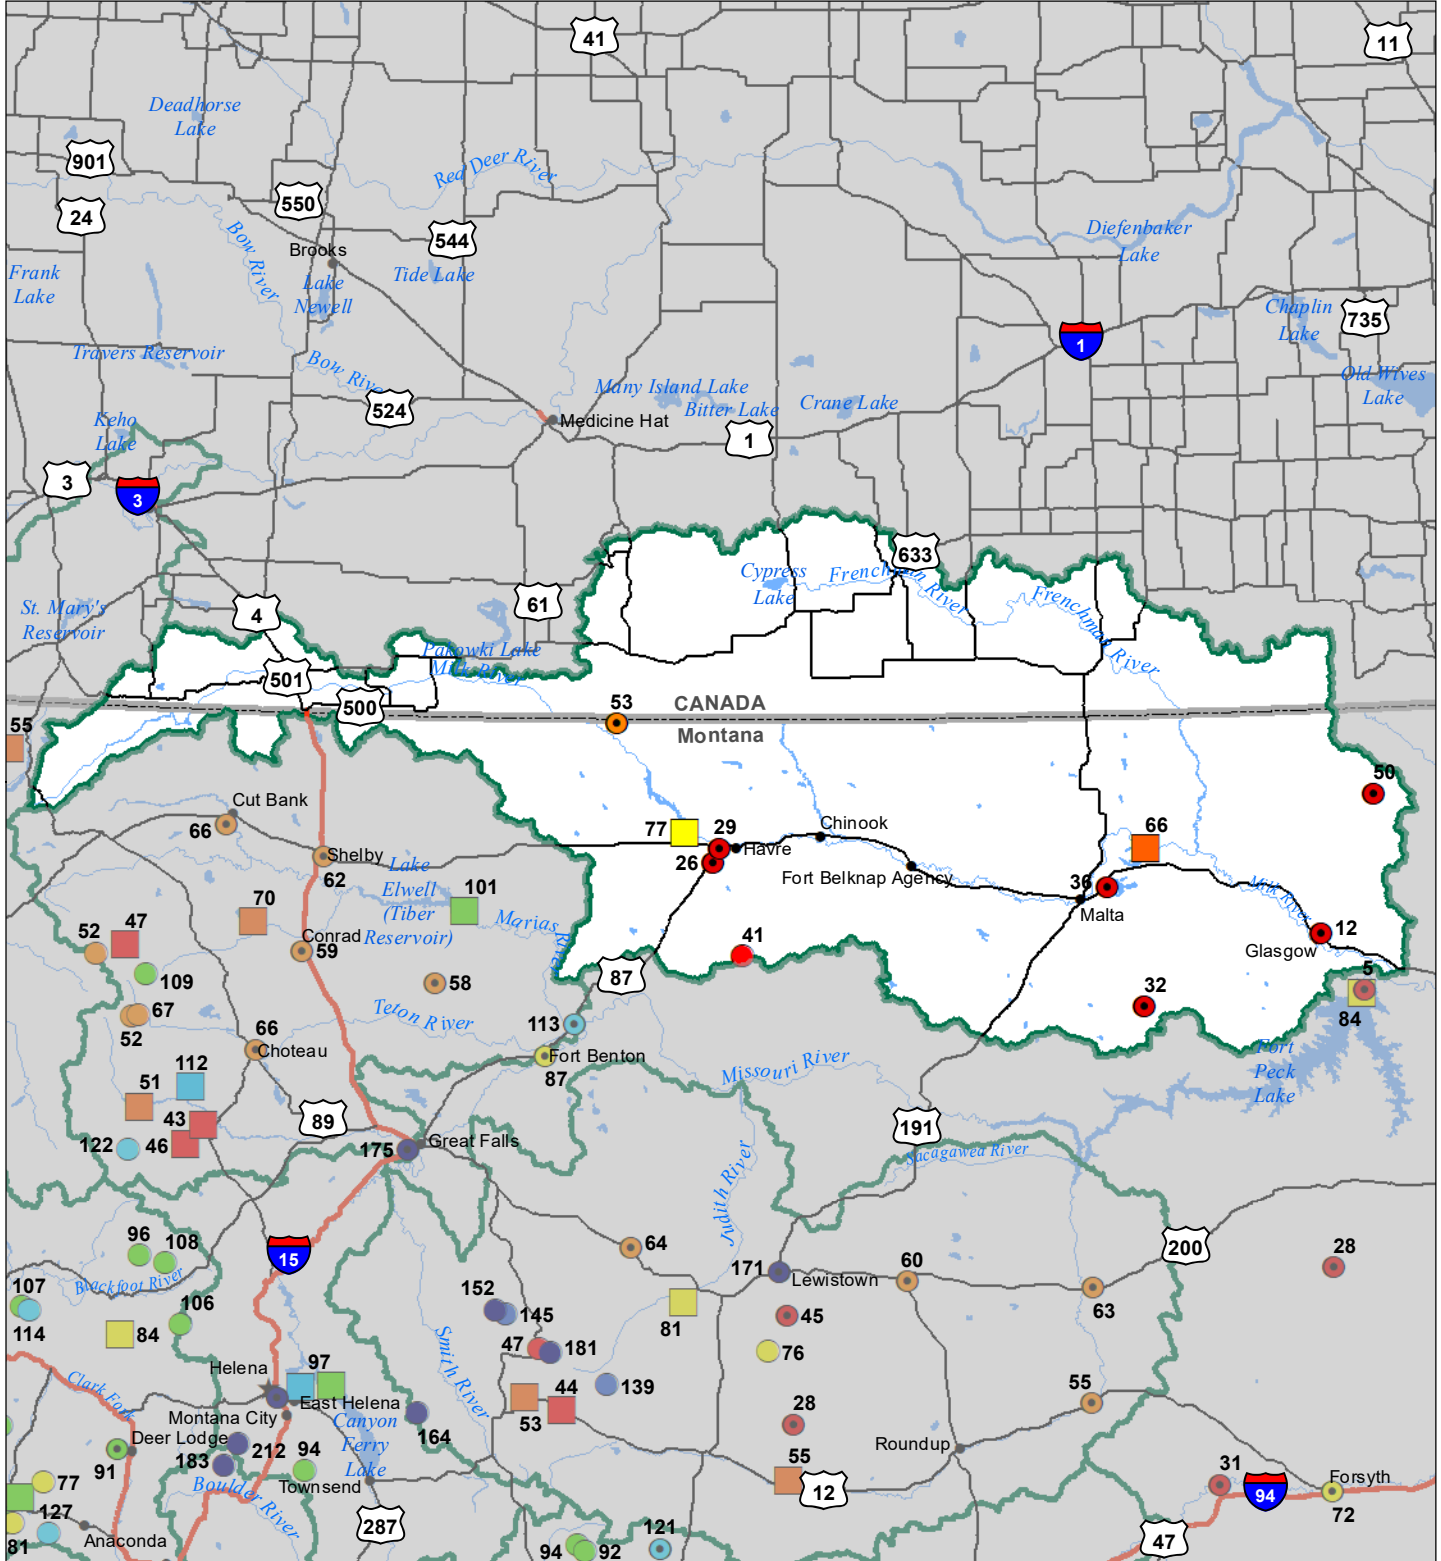 41
11
Deadhorse
Lake
901
Red Deer River
550
24
544
Bow River
Brooks
Diefenbaker
Lake
Frank
Lake
Tide Lake
Lake
Newell
Chaplin
Lake
735
1
Travers Reservoir
Bow River
Many Island Lake
Old Wives
Lake
524
Bitter Lake
Crane Lake
Keho
Lake
Medicine Hat
1
3
3
633
Cypress
Lake
Frenchman River
Frenchman River
61
4
St. Mary's
Reservoir
Pakowki Lake
Milk River
501
500
53
CANADA
Montana
55
50
Cut Bank
66
77
29
Chinook
66
Havre
26
Shelby
62
Lake
Elwell
(Tiber
Reservoir)
Fort Belknap Agency
36
Malta
Milk River
101
70
Marias River
47
52
Conrad
59
41
12
Glasgow
109
87
5
58
32
84
67
52
Teton River
113
66
Choteau
Fort Benton
87
Missouri River
Fort
Peck
Lake
112
51
43
89
191
122
46
175
Great Falls
Sacagawea River
Judith River
96
108
15
64
200
28
Blackfoot River
171
Lewistown
60
107
114
106
152
145
63
84
81
45
47
181
76
Smith River
Helena
97
139
Clark Fork
East Helena
44
53
55
Montana City
Canyon
Ferry
Lake
28
164
Deer Lodge
212
91
183
94
Townsend
Roundup
77
55
31
Forsyth
94
12
72
Boulder River
127
287
121
47
81
Anaconda
94
92